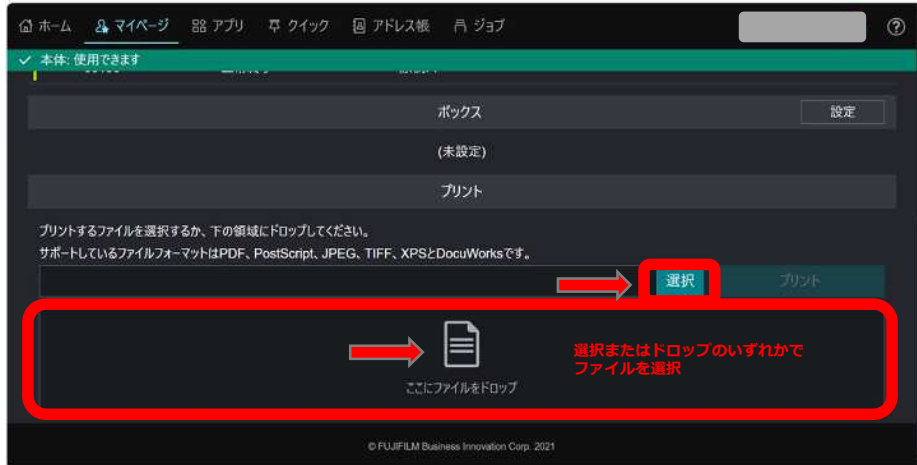 ホーム マイページ アプリ クイック アドレス帳 ジョブ
本体: 使用できます
ボックス 設定
(未設定)
プリント
プリントするファイルを選択するか、下の領域にドロップしてください。
サポートしているファイルフォーマットはPDF、PostScript、JPEG、TIFF、XPSとDocuWorksです。
選択 プリント
選択またはドロップのいずれかで
ファイルを選択
ここにファイルをドロップ
© FUJIFILM Business Innovation Corp. 2021